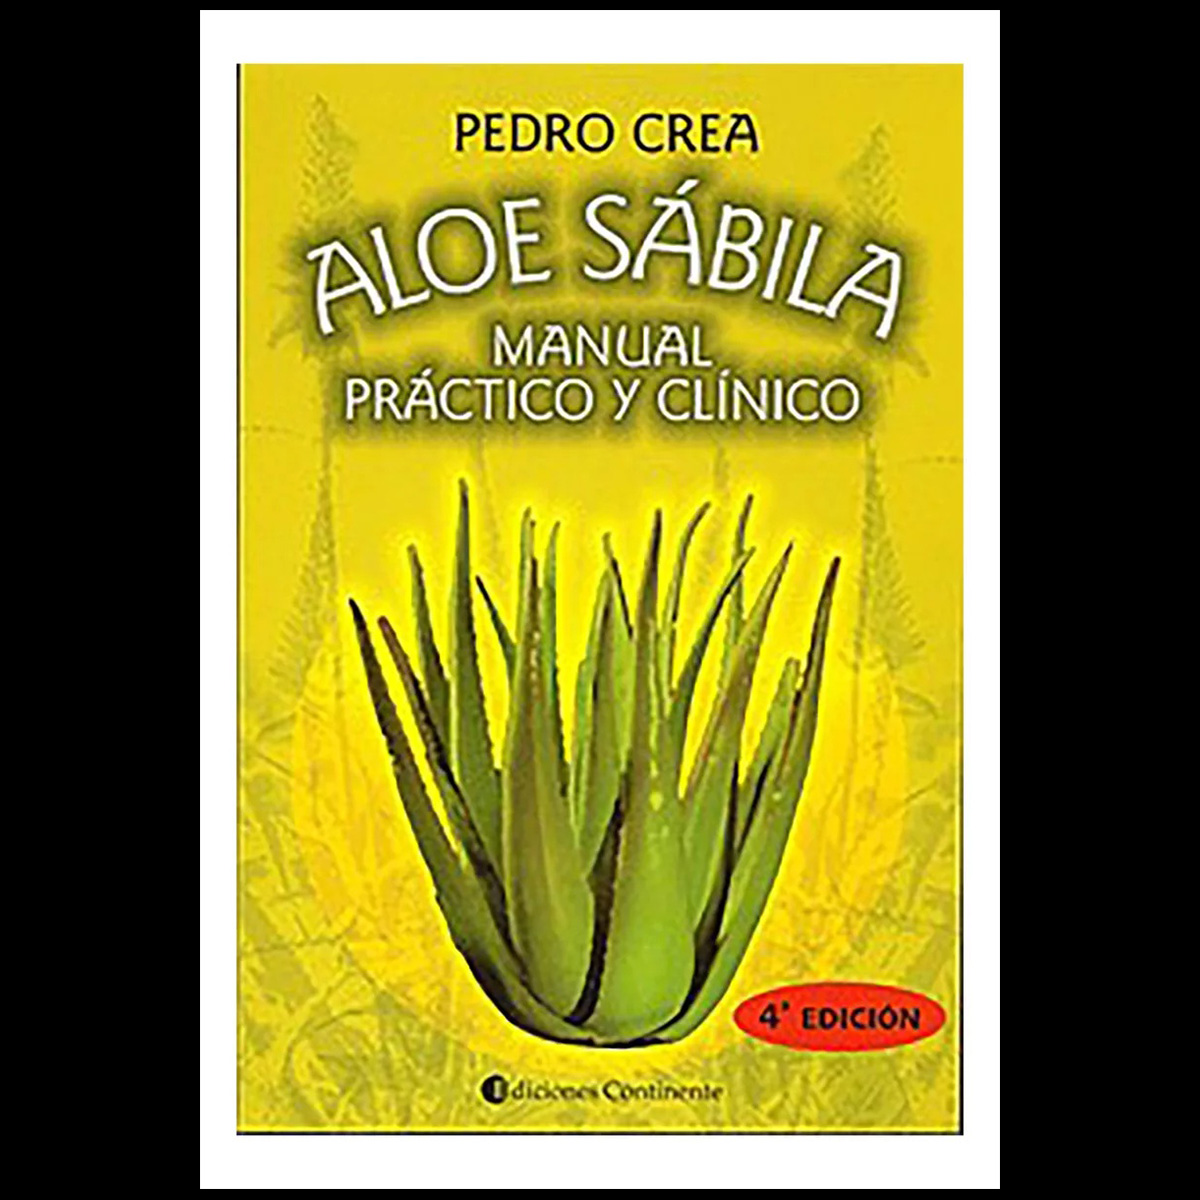 PEDRO CREA
ALOE SÁBILA
MANUAL
PRÁCTICO Y CLÍNICO
4ª EDICIÓN
Ediciones Continente